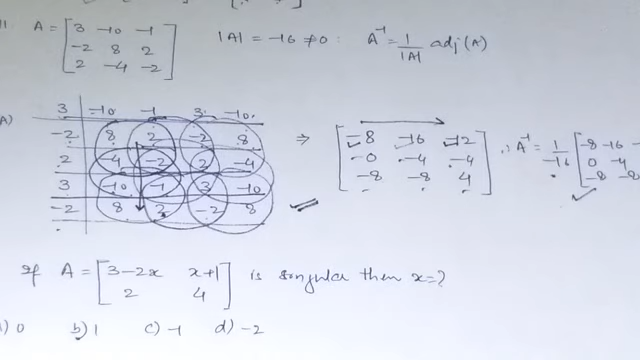 A = [3 -10 -1
-2 8 2
2 -4 -2]
|A| = -16 ≠ 0 : A⁻¹ = 1/|A| adj(A)
A)
3 -10 -1 3 -10
-2 8 2 -2 8
2 -4 -2 2 -4
3 -10 -1 3 -10
-2 8 2 -2 8
⇒ [-8 -16 -12
-0 -4 -4
-8 -8 4]
∴ A⁻¹ = 1/-16 [-8 -16
0 -4
-8 -8
If A = [3-2x x+1
2 4] is singular then x=?
) 0 b) 1 c) -1 d) -2